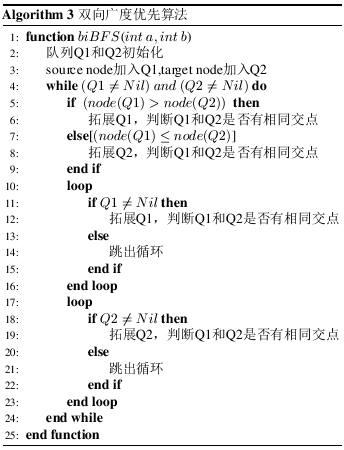 Algorithm 3 双向广度优先算法
1: function biBFS(int a, int b)
2: 队列Q1和Q2初始化
3: source node加入Q1,target node加入Q2
4: while (Q1 ≠ Nil) and (Q2 ≠ Nil) do
5: if (node(Q1) > node(Q2)) then
6: 拓展Q1，判断Q1和Q2是否有相同交点
7: else[(node(Q1) ≤ node(Q2)]
8: 拓展Q2，判断Q1和Q2是否有相同交点
9: end if
10: loop
11: if Q1 ≠ Nil then
12: 拓展Q1，判断Q1和Q2是否有相同交点
13: else
14: 跳出循环
15: end if
16: end loop
17: loop
18: if Q2 ≠ Nil then
19: 拓展Q2，判断Q1和Q2是否有相同交点
20: else
21: 跳出循环
22: end if
23: end loop
24: end while
25: end function